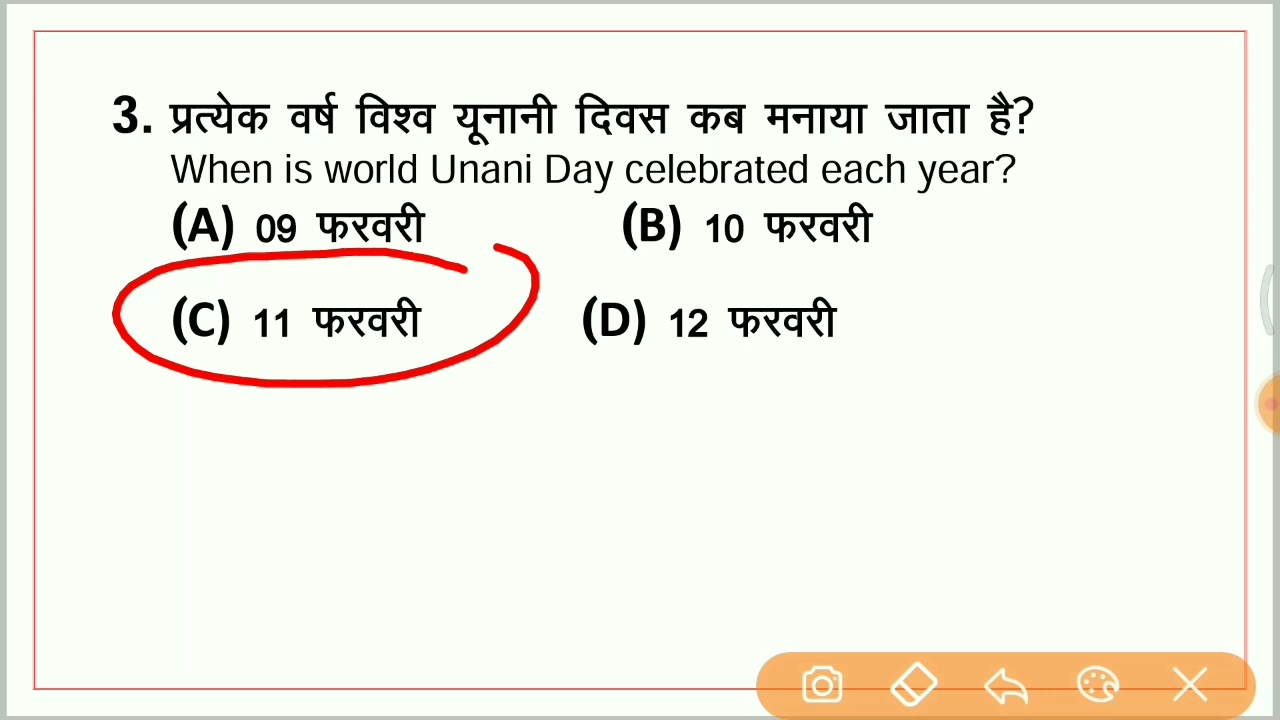 3. प्रत्येक वर्ष विश्व यूनानी दिवस कब मनाया जाता है?
When is world Unani Day celebrated each year?
(A) 09 फरवरी (B) 10 फरवरी
(C) 11 फरवरी (D) 12 फरवरी